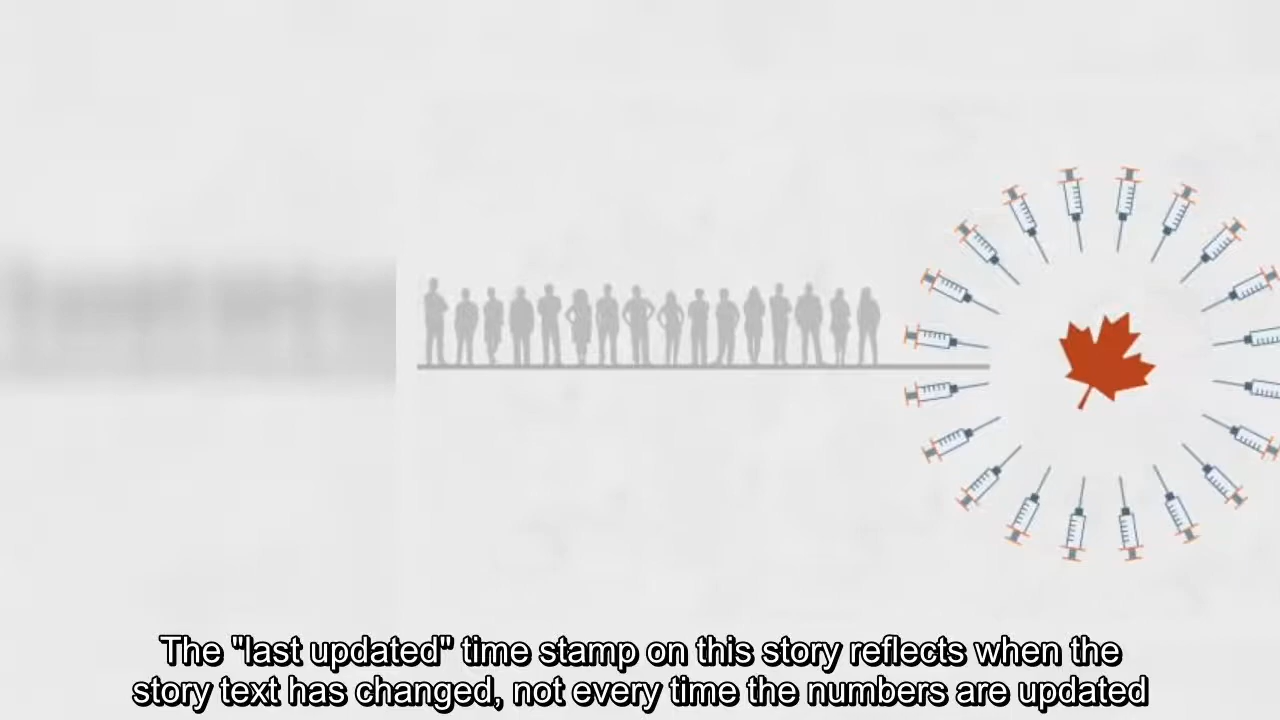 The "last updated" time stamp on this story reflects when the
story text has changed, not every time the numbers are updated